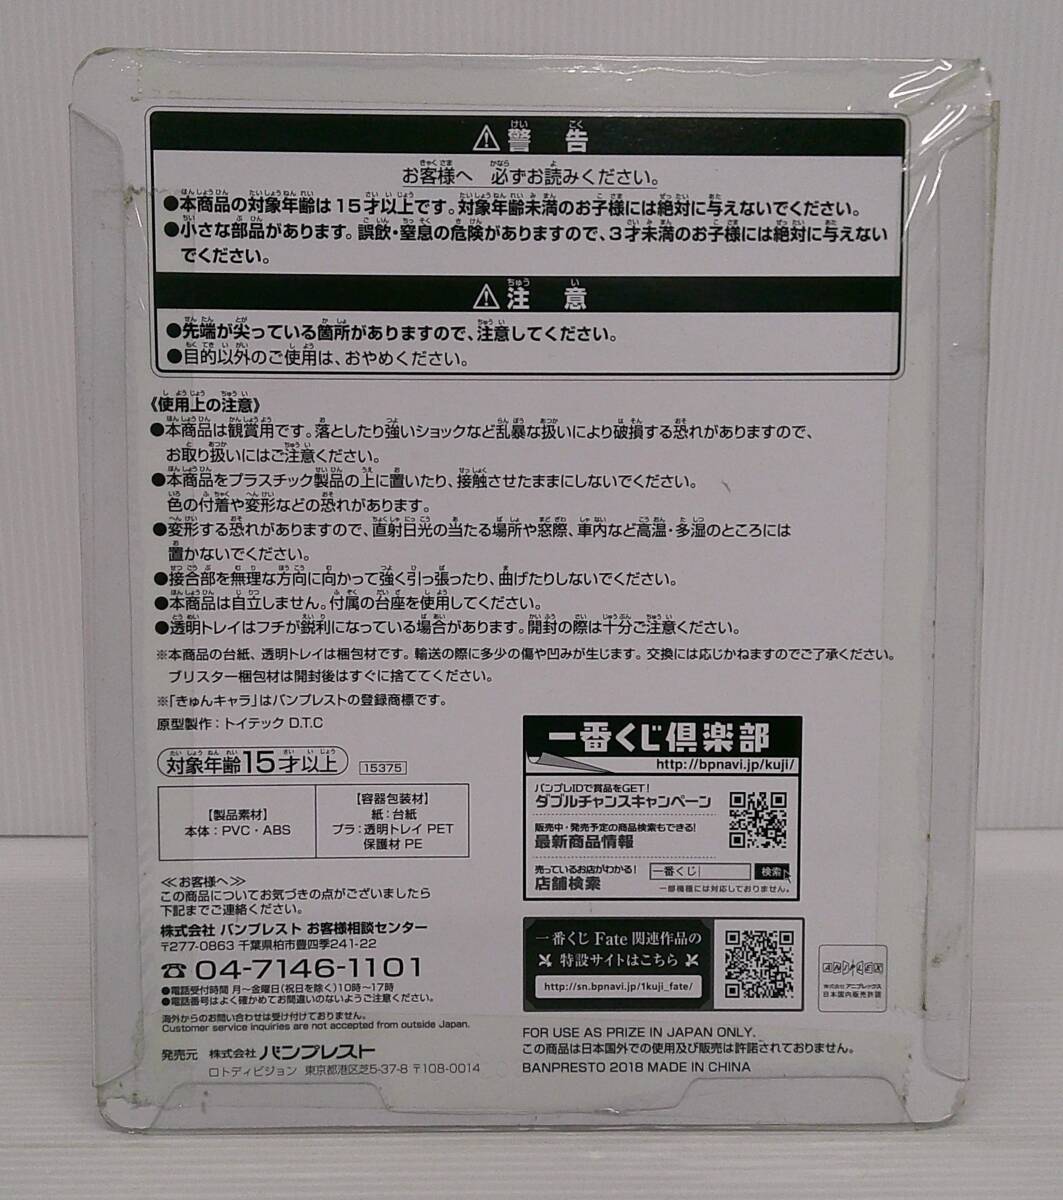 ⚠警告
お客様へ 必ずお読みください。
●本商品の対象年齢は15才以上です。対象年齢未満のお子様には絶対に与えないでください。
●小さな部品があります。誤飲・窒息の危険がありますので、3才未満のお子様には絶対に与えない
でください。
⚠注意
●先端が尖っている箇所がありますので、注意してください。
●目的以外のご使用は、おやめください。
《使用上の注意》
●本商品は観賞用です。落としたり強いショックなど乱暴な扱いにより破損する恐れがありますので、
お取り扱いにはご注意ください。
●本商品をプラスチック製品の上に置いたり、接触させたままにしないでください。
色の付着や変形などの恐れがあります。
●変形する恐れがありますので、直射日光の当たる場所や窓際、車内など高温・多湿のところには
置かないでください。
●接合部を無理な方向に向かって強く引っ張ったり、曲げたりしないでください。
●本商品は自立しません。付属の台座を使用してください。
●透明トレイはフチが鋭利になっている場合があります。開封の際は十分ご注意ください。
※本商品の台紙、透明トレイは梱包材です。輸送の際に多少の傷や凹みが生じます。交換には応じかねますのでご了承ください。
ブリスター梱包材は開封後はすぐに捨ててください。
※「きゅんキャラ」はバンプレストの登録商標です。
原型製作：トイテック D.T.C
対象年齢15才以上 15375
【製品素材】
本体：PVC・ABS
【容器包装材】
紙：台紙
プラ：透明トレイ PET
保護材 PE
≪お客様へ≫
この商品についてお気づきの点がございましたら
下記までご連絡ください。
株式会社 バンプレスト お客様相談センター
〒277-0863 千葉県柏市豊四季241-22
☎04-7146-1101
●電話受付時間 月～金曜日(祝日を除く)10時～17時
●電話番号はよく確かめてお間違いのないようご注意ください。
海外からのお問い合わせは受け付けておりません。
Customer service inquiries are not accepted from outside Japan.
発売元 株式会社 バンプレスト
ロトディビジョン 東京都港区芝5-37-8 〒108-0014
一番くじ倶楽部
http://bpnavi.jp/kuji/
バンプレIDで賞品をGET!
ダブルチャンスキャンペーン
販売中・発売予定の商品検索もできる!
最新商品情報
売っているお店がわかる!
店舗検索
一番くじ 検索
一部機種には対応しておりません。
一番くじ Fate 関連作品の
特設サイトはこちら
http://sn.bpnavi.jp/1kuji_fate/
ANIPLEX
株式会社 アニプレックス
日本国内販売許諾
FOR USE AS PRIZE IN JAPAN ONLY.
この商品は日本国外での使用及び販売は許諾されておりません。
BANPRESTO 2018 MADE IN CHINA